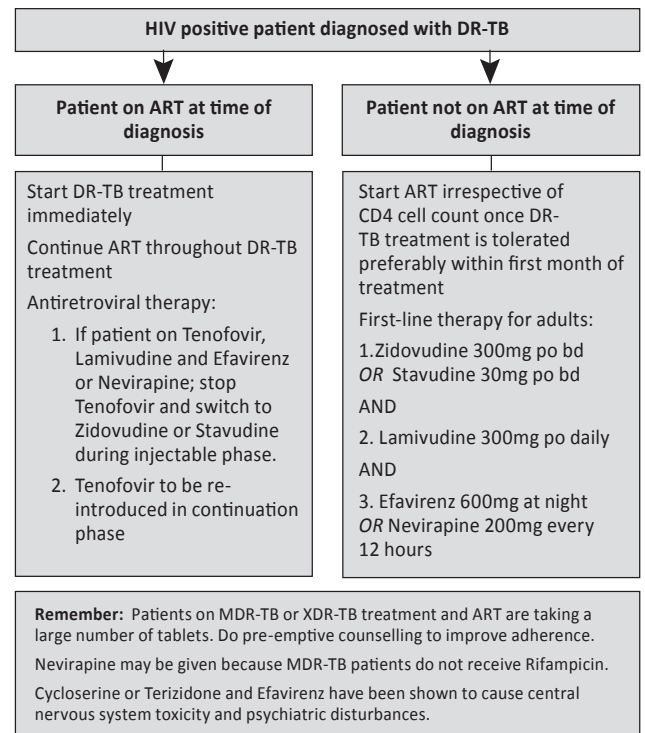 HIV positive patient diagnosed with DR-TB
Patient on ART at time of
diagnosis
Start DR-TB treatment
immediately
Continue ART throughout DR-TB
treatment
Antiretroviral therapy:
1. If patient on Tenofovir,
Lamivudine and Efavirenz
or Nevirapine; stop
Tenofovir and switch to
Zidovudine or Stavudine
during injectable phase.
2. Tenofovir to be re-
introduced in continuation
phase
Patient not on ART at time of
diagnosis
Start ART irrespective of
CD4 cell count once DR-
TB treatment is tolerated
preferably within first month of
treatment
First-line therapy for adults:
1.Zidovudine 300mg po bd
OR Stavudine 30mg po bd
AND
2. Lamivudine 300mg po daily
AND
3. Efavirenz 600mg at night
OR Nevirapine 200mg every
12 hours
Remember: Patients on MDR-TB or XDR-TB treatment and ART are taking a
large number of tablets. Do pre-emptive counselling to improve adherence.
Nevirapine may be given because MDR-TB patients do not receive Rifampicin.
Cycloserine or Terizidone and Efavirenz have been shown to cause central
nervous system toxicity and psychiatric disturbances.